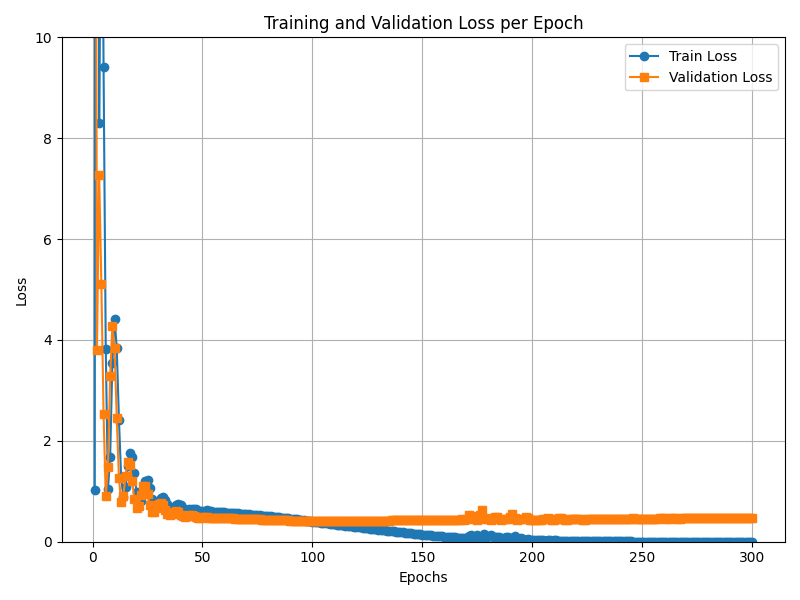 Training and Validation Loss per Epoch
Train Loss
Validation Loss
Loss
10
8
6
4
2
0
0 50 100 150 200 250 300
Epochs